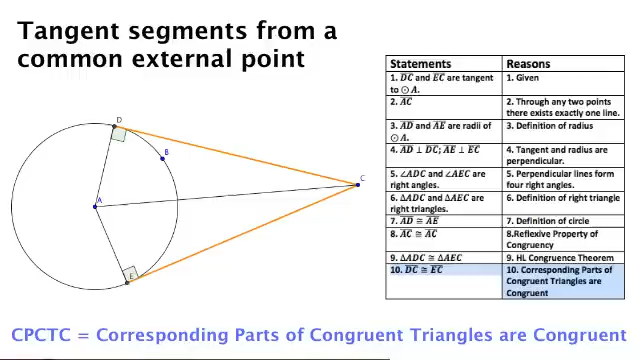 Tangent segments from a
common external point
D
B
C
A
E
Statements Reasons
1. DC and EC are tangent 1. Given
to ⊙ A.
2. AC 2. Through any two points
there exists exactly one line.
3. AD and AE are radii of 3. Definition of radius
⊙ A.
4. AD ⊥ DC; AE ⊥ EC 4. Tangent and radius are
perpendicular.
5. ∠ADC and ∠AEC are 5. Perpendicular lines form
right angles. four right angles.
6. ΔADC and ΔAEC are 6. Definition of right triangle
right triangles.
7. AD ≅ AE 7. Definition of circle
8. AC ≅ AC 8.Reflexive Property of
Congruency
9. ΔADC ≅ ΔAEC 9. HL Congruence Theorem
10. DC ≅ EC 10. Corresponding Parts of
Congruent Triangles are
Congruent
CPCTC = Corresponding Parts of Congruent Triangles are Congruent